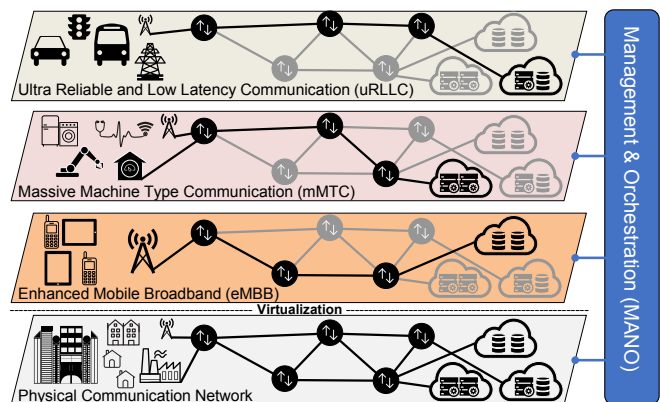 Ultra Reliable and Low Latency Communication (uRLLC)
Massive Machine Type Communication (mMTC)
Enhanced Mobile Broadband (eMBB)
Virtualization
Physical Communication Network
Management & Orchestration (MANO)